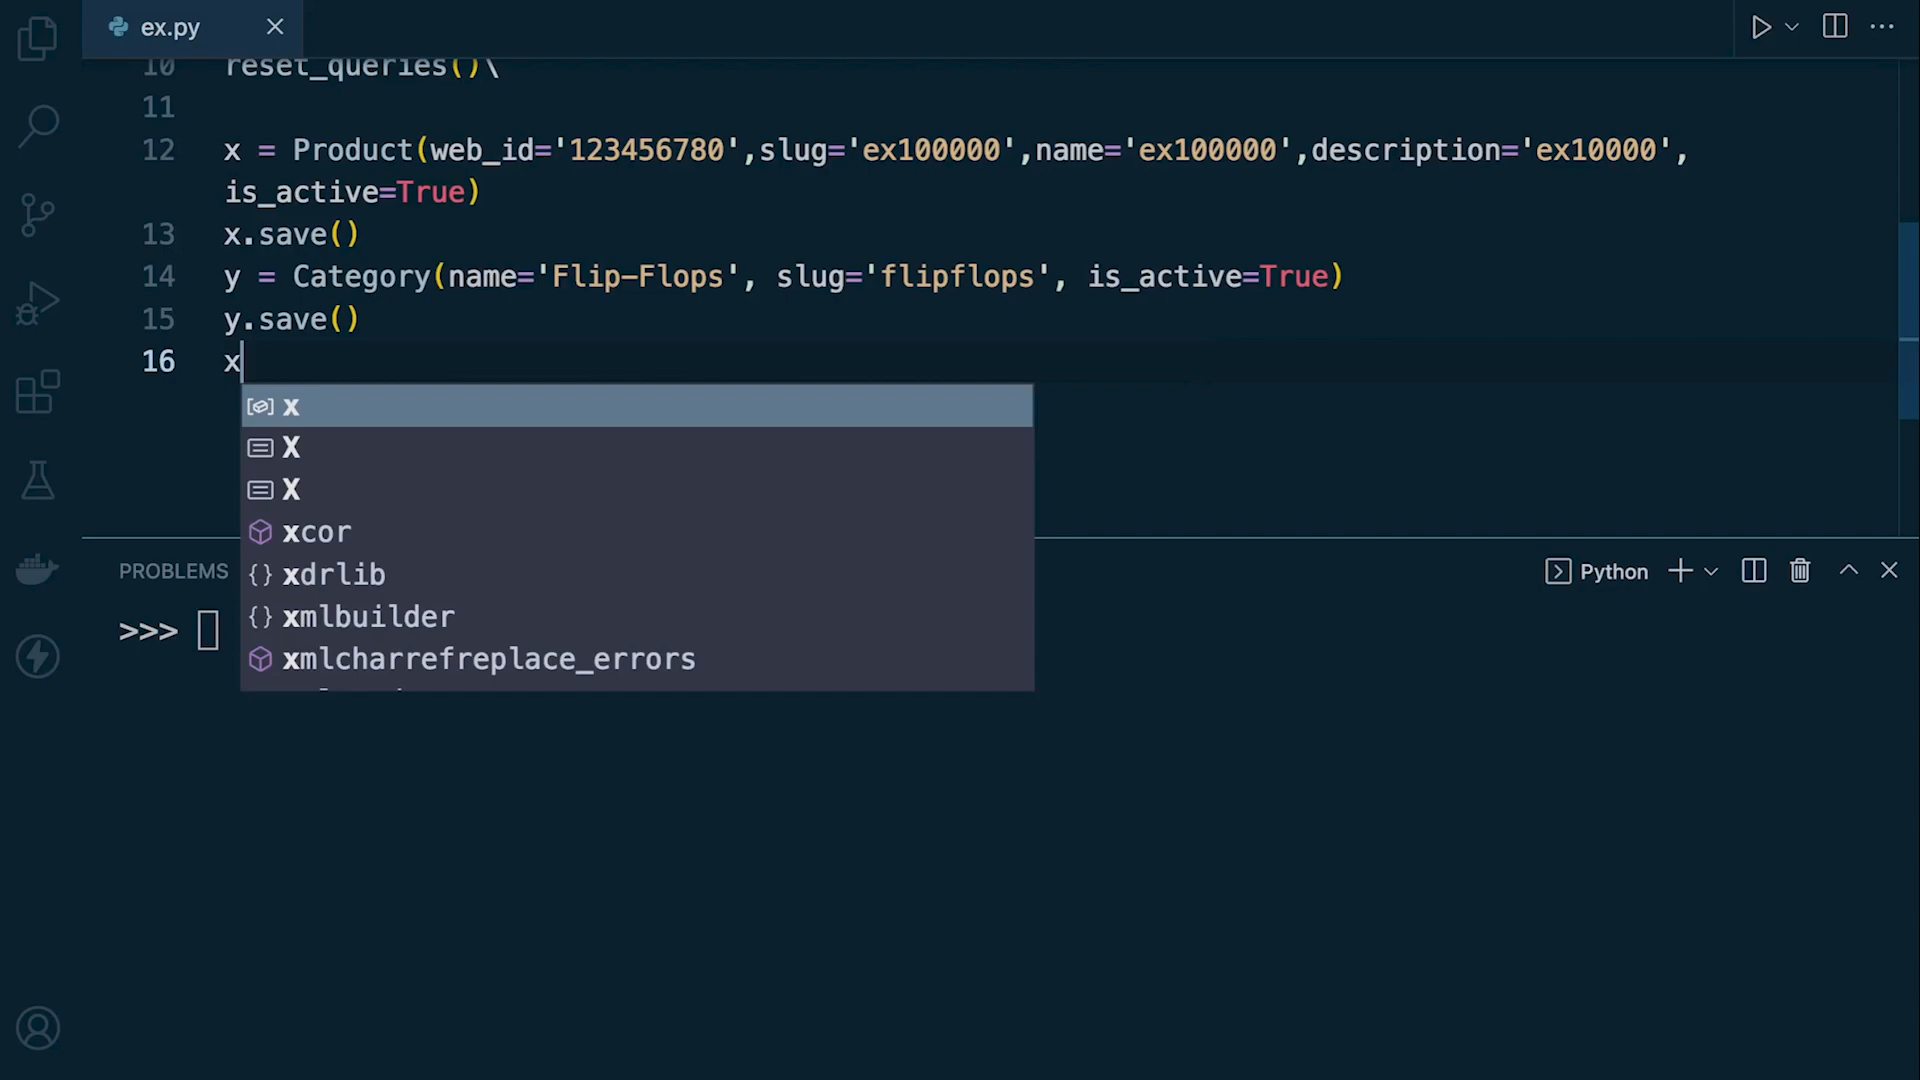 ex.py
10 reset_queries()\
11
12 x = Product(web_id='123456780',slug='ex100000',name='ex100000',description='ex10000',
is_active=True)
13 x.save()
14 y = Category(name='Flip-Flops', slug='flipflops', is_active=True)
15 y.save()
16 x
x
X
X
xcor
xdrlib
xmlbuilder
xmlcharrefreplace_errors
PROBLEMS
Python
>>>